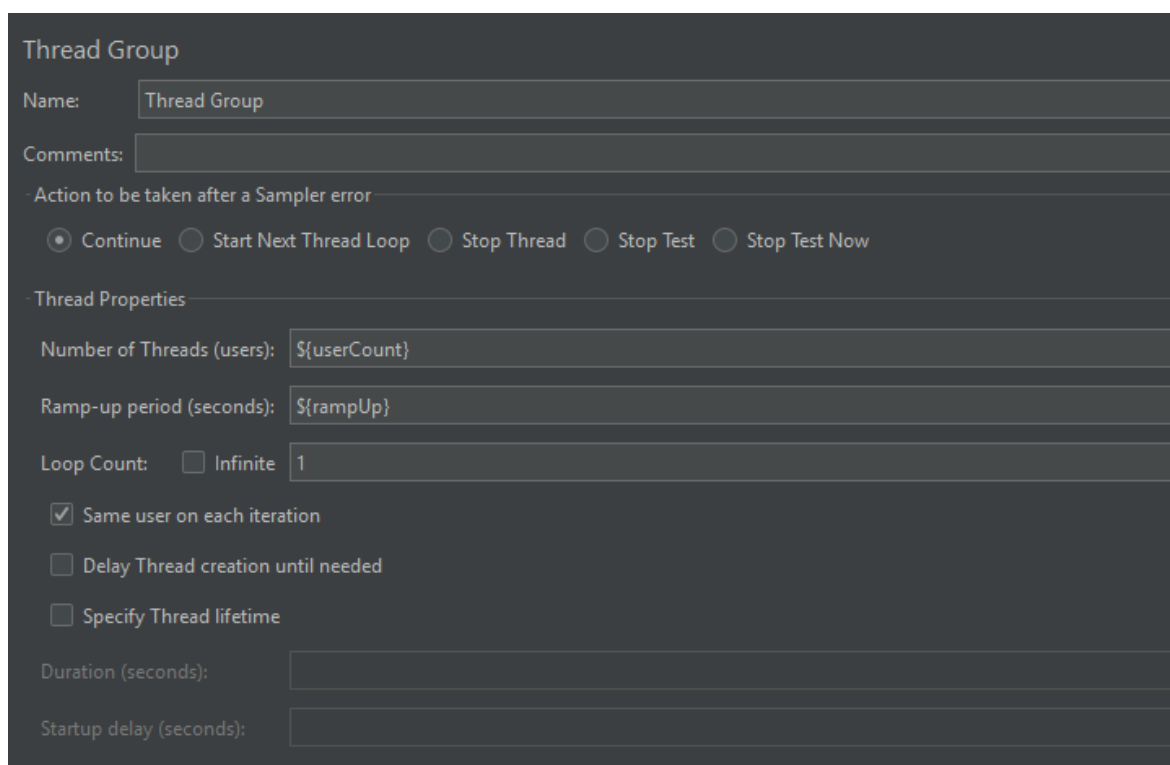 Thread Group
Name: Thread Group
Comments:
Action to be taken after a Sampler error
Continue Start Next Thread Loop Stop Thread Stop Test Stop Test Now
Thread Properties
Number of Threads (users): ${userCount}
Ramp-up period (seconds): ${rampUp}
Loop Count: Infinite 1
Same user on each iteration
Delay Thread creation until needed
Specify Thread lifetime
Duration (seconds):
Startup delay (seconds):